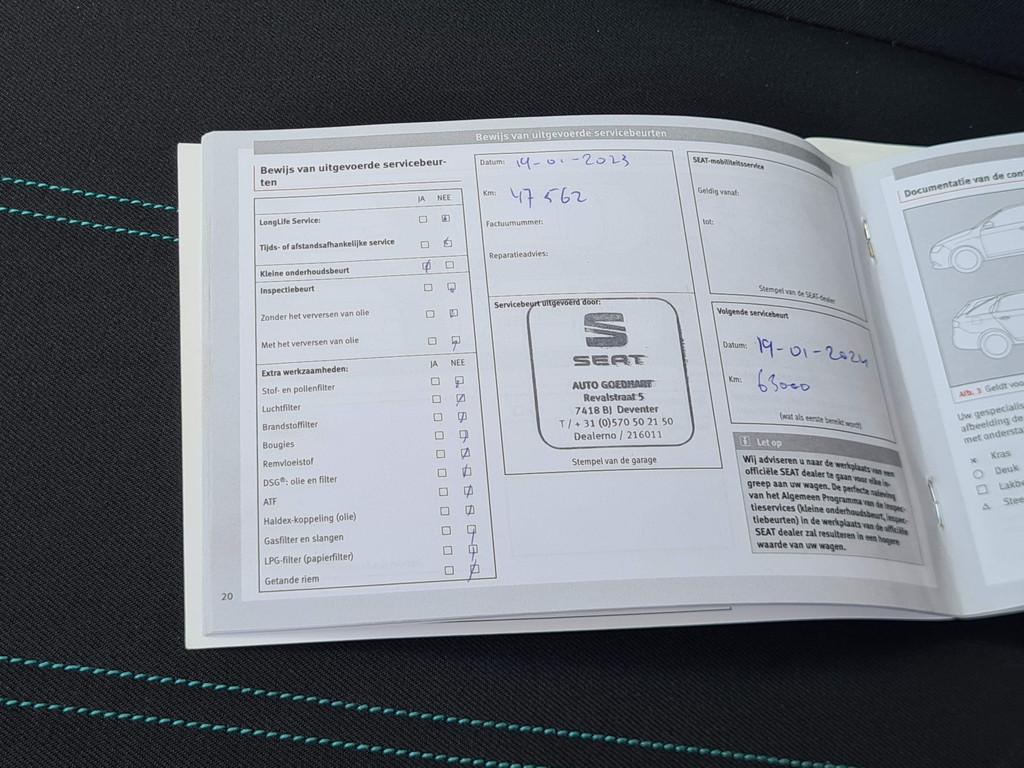 Bewijs van uitgevoerde servicebeurten
Bewijs van uitgevoerde servicebeur-
ten
JA NEE
LongLife Service:
Tijds- of afstandsafhankelijke service
Kleine onderhoudsbeurt
Inspectiebeurt
Zonder het verversen van olie
Met het verversen van olie
Extra werkzaamheden: JA NEE
Stof- en pollenfilter
Luchtfilter
Brandstoffilter
Bougies
Remvloeistof
DSG®: olie en filter
ATF
Haldex-koppeling (olie)
Gasfilter en slangen
LPG-filter (papierfilter)
Getande riem
20
Datum: 19-01-2023
Km: 47 562
Factuurnummer:
Reparatieadvies:
Servicebeurt uitgevoerd door:
SEAT
AUTO GOEDHART
Revalstraat 5
7418 BJ Deventer
T / + 31 (0)570 50 21 50
Dealerno / 216011
Stempel van de garage
SEAT-mobiliteitsservice
Geldig vanaf:
tot:
Stempel van de SEAT-dealer
Volgende servicebeurt
Datum: 19-01-2024
Km: 63000
(wat als eerste bereikt wordt)
Let op
Wij adviseren u naar de werkplaats van een
officiële SEAT dealer te gaan voor elke in-
greep aan uw wagen. De perfecte naleving
van het Algemeen Programma van de Inspec-
tieservices (kleine onderhoudsbeurt, inspec-
tiebeurten) in de werkplaats van de officiële
SEAT dealer zal resulteren in een hogere
waarde van uw wagen.
Documentatie van de
Afb. 3 Geldt
Uw
afbeelding
met
Kras
Deuk